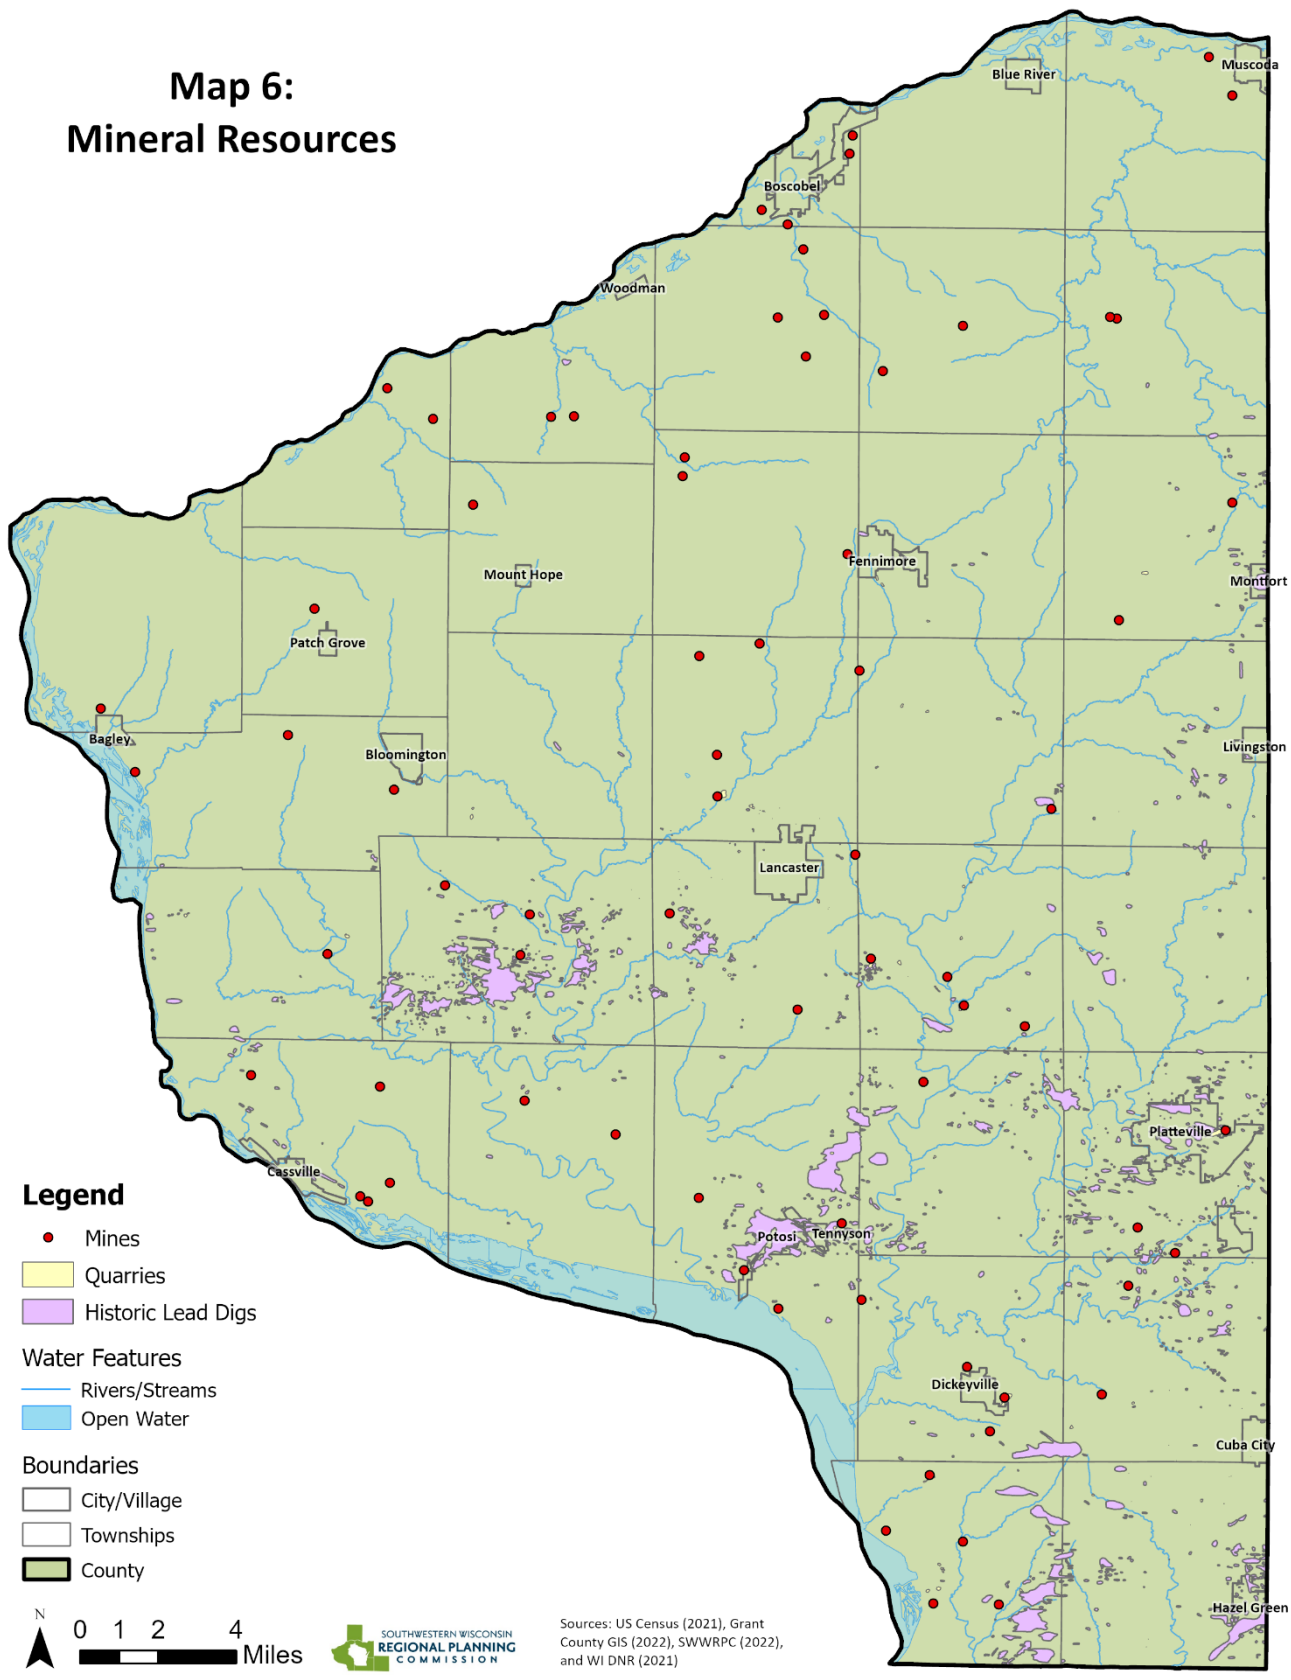 Map 6:
Mineral Resources
Muscoda
Blue River
Boscobel
Woodman
Fennimore
Mount Hope
Montfort
Patch Grove
Bagley
Livingston
Bloomington
Lancaster
Platteville
Cassville
Potosi
Tennyson
Dickeyville
Cuba City
Hazel Green
Legend
Mines
Quarries
Historic Lead Digs
Water Features
Rivers/Streams
Open Water
Boundaries
City/Village
Townships
County
N
0 1 2 4
Miles
SOUTHWESTERN WISCONSIN
REGIONAL PLANNING
COMMISSION
Sources: US Census (2021), Grant
County GIS (2022), SWWRPC (2022),
and WI DNR (2021)